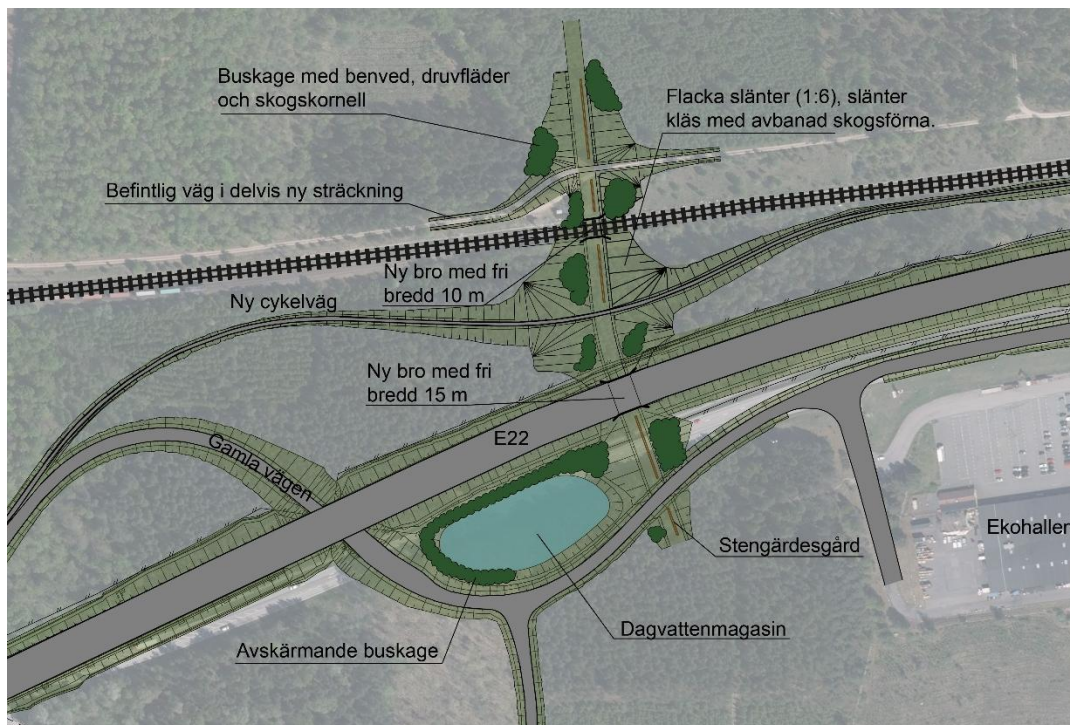 Buskage med benved, druvfläder
och skogskornell
Flacka slänter (1:6), slänter
kläs med avbanad skogsförna.
Befintlig väg i delvis ny sträckning
Ny bro med fri
bredd 10 m
Ny cykelväg
Ny bro med fri
bredd 15 m
E22
Gamla vägen
Ekohallen
Stengärdesgård
Dagvattenmagasin
Avskärmande buskage